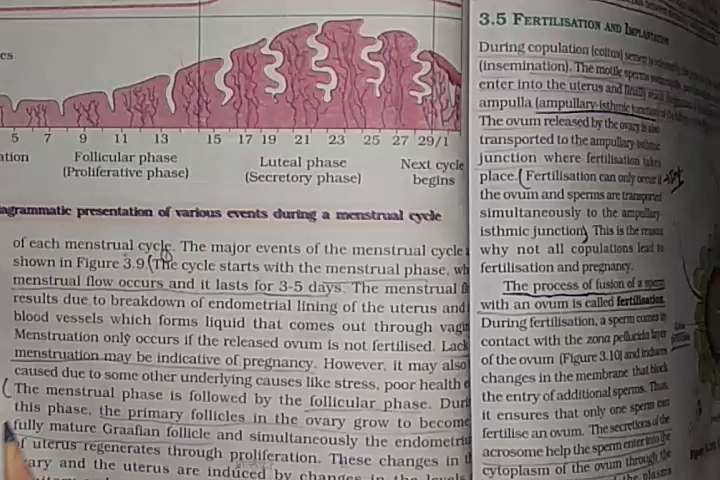 es
5 7 9 11 13 15 17 19 21 23 25 27 29/1
ation
Follicular phase
(Proliferative phase)
Luteal phase
(Secretory phase)
Next cycle
begins
agrammatic presentation of various events during a menstrual cycle
of each menstrual cycle. The major events of the menstrual cycle
shown in Figure 3.9. The cycle starts with the menstrual phase, wh
menstrual flow occurs and it lasts for 3-5 days. The menstrual fl
results due to breakdown of endometrial lining of the uterus and
blood vessels which forms liquid that comes out through vagi
Menstruation only occurs if the released ovum is not fertilised. Lack
menstruation may be indicative of pregnancy. However, it may also
caused due to some other underlying causes like stress, poor health
The menstrual phase is followed by the follicular phase. Duri
this phase, the primary follicles in the ovary grow to become
fully mature Graafian follicle and simultaneously the endometriu
f uterus regenerates through proliferation. These changes in t
ary and the uterus are induced by changes in the levels
3.5 FERTILISATION AND IMPLANTATION
During copulation (coitus) semen is
(insemination). The motile sperms
enter into the uterus and finally reach
ampulla (ampullary-isthmic junction
The ovum released by the ovary is also
transported to the ampullary-isthmic
junction where fertilisation takes
place. (Fertilisation can only occur if
the ovum and sperms are transported
simultaneously to the ampullary-
isthmic junction) This is the reason
why not all copulations lead to
fertilisation and pregnancy.
The process of fusion of a sperm
with an ovum is called fertilisation.
During fertilisation, a sperm comes in
contact with the zona pellucida layer
of the ovum (Figure 3.10) and induces
changes in the membrane that block
the entry of additional sperms. Thus,
it ensures that only one sperm can
fertilise an ovum. The secretions of the
acrosome help the sperm enter into the
cytoplasm of the ovum through the
the plasma